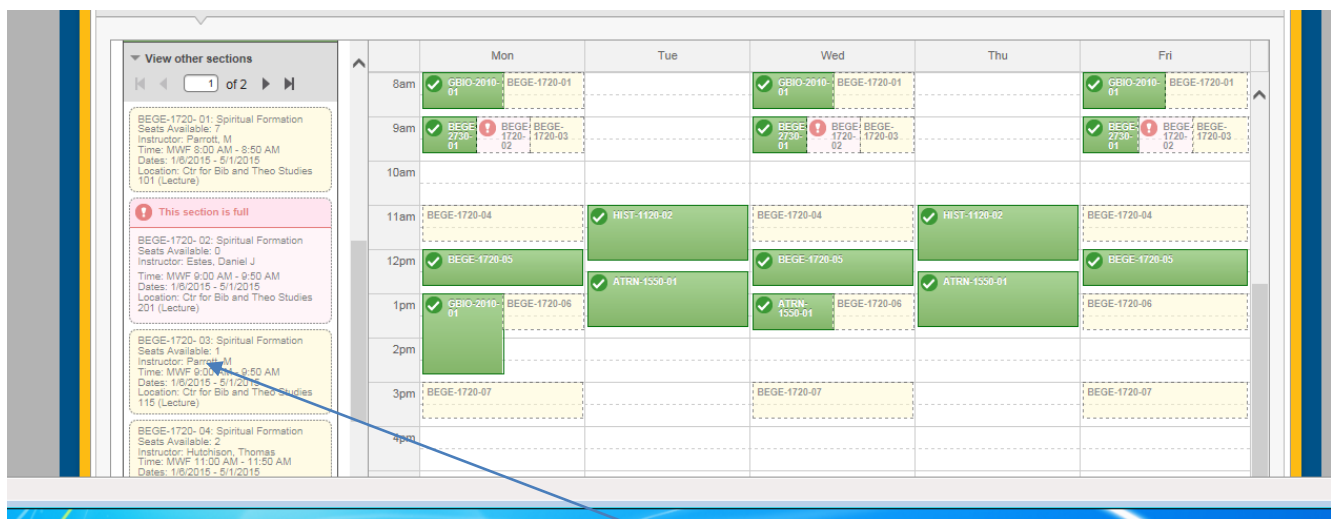 View other sections
1 of 2
BEGE-1720- 01: Spiritual Formation
Seats Available: 7
Instructor: Parrott, M
Time: MWF 8:00 AM - 8:50 AM
Dates: 1/6/2015 - 5/1/2015
Location: Ctr for Bib and Theo Studies
101 (Lecture)
This section is full
BEGE-1720- 02: Spiritual Formation
Seats Available: 0
Instructor: Estes, Daniel J
Time: MWF 9:00 AM - 9:50 AM
Dates: 1/6/2015 - 5/1/2015
Location: Ctr for Bib and Theo Studies
201 (Lecture)
BEGE-1720- 03: Spiritual Formation
Seats Available: 1
Instructor: Parrott, M
Time: MWF 9:00 AM - 9:50 AM
Dates: 1/6/2015 - 5/1/2015
Location: Ctr for Bib and Theo Studies
115 (Lecture)
BEGE-1720- 04: Spiritual Formation
Seats Available: 2
Instructor: Hutchison, Thomas
Time: MWF 11:00 AM - 11:50 AM
Dates: 1/6/2015 - 5/1/2015
Mon Tue Wed Thu Fri
8am GBIO-2010- BEGE-1720-01 GBIO-2010- BEGE-1720-01 GBIO-2010- BEGE-1720-01
01 01 01
9am BEGE- BEGE- BEGE- BEGE- BEGE- BEGE- BEGE- BEGE- BEGE-
2730- 1720- 1720-03 2730- 1720- 1720-03 2730- 1720- 1720-03
01 02 01 02 01 02
10am
11am BEGE-1720-04 HIST-1120-02 BEGE-1720-04 HIST-1120-02 BEGE-1720-04
12pm BEGE-1720-05 BEGE-1720-05 BEGE-1720-05
ATRN-1550-01 ATRN-1550-01
1pm GBIO-2010- BEGE-1720-06 ATRN- BEGE-1720-06 BEGE-1720-06
01 1550-01
2pm
3pm BEGE-1720-07 BEGE-1720-07 BEGE-1720-07
4pm